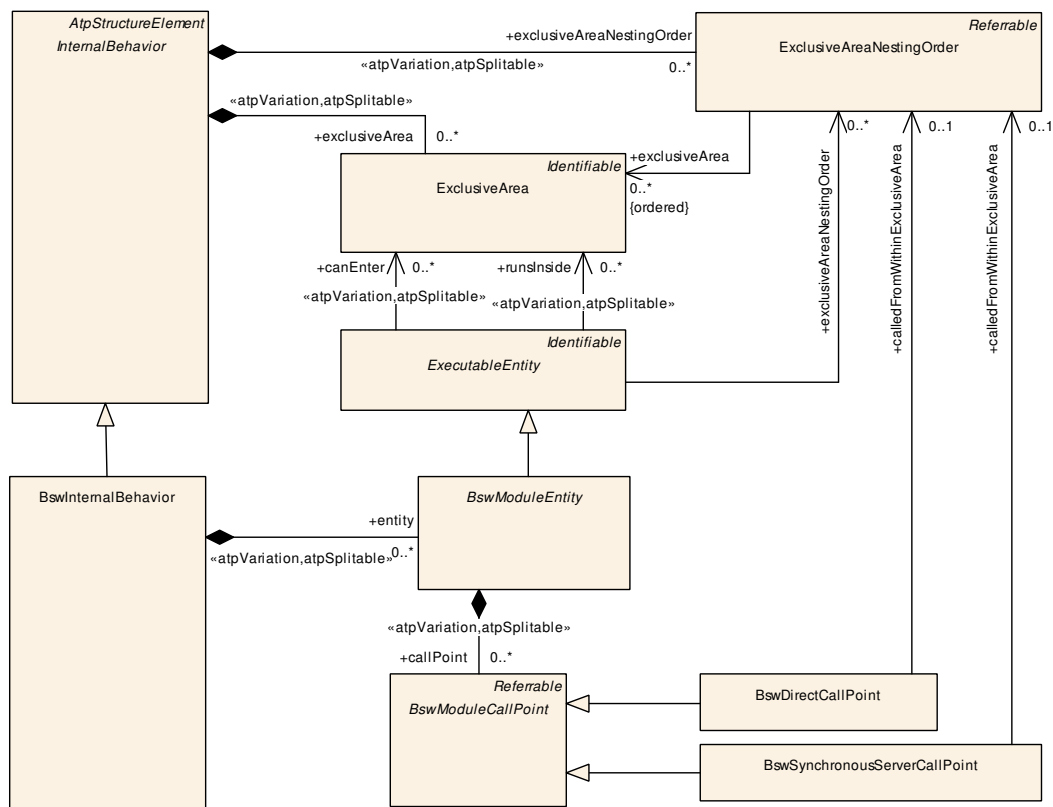 AtpStructureElement
InternalBehavior
+exclusiveAreaNestingOrder
«atpVariation,atpSplitable»
0..*
Referrable
ExclusiveAreaNestingOrder
«atpVariation,atpSplitable»
+exclusiveArea
0..*
Identifiable
ExclusiveArea
+exclusiveArea
0..*
{ordered}
0..*
0..1
0..1
+exclusiveAreaNestingOrder
+calledFromWithinExclusiveArea
+calledFromWithinExclusiveArea
+canEnter
0..*
+runsInside
0..*
«atpVariation,atpSplitable»
«atpVariation,atpSplitable»
Identifiable
ExecutableEntity
BswInternalBehavior
+entity
«atpVariation,atpSplitable»
0..*
BswModuleEntity
«atpVariation,atpSplitable»
+callPoint
0..*
Referrable
BswModuleCallPoint
BswDirectCallPoint
BswSynchronousServerCallPoint